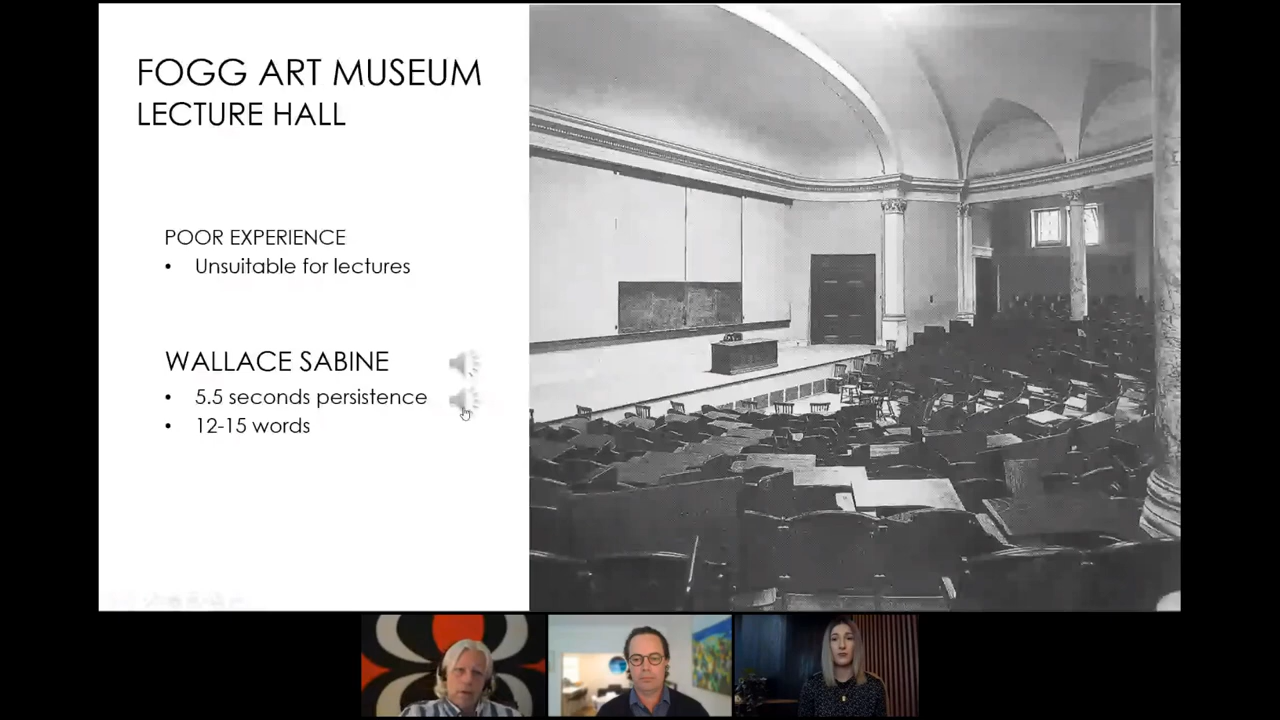 FOGG ART MUSEUM
LECTURE HALL
POOR EXPERIENCE
• Unsuitable for lectures
WALLACE SABINE
• 5.5 seconds persistence
• 12-15 words